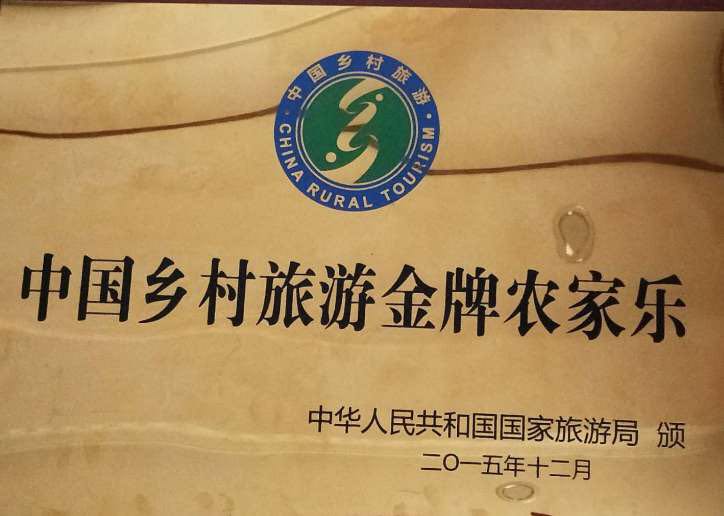 中国乡村旅游
CHINA RURAL TOURISM
中国乡村旅游金牌农家乐
中华人民共和国国家旅游局 颁
二〇一五年十二月